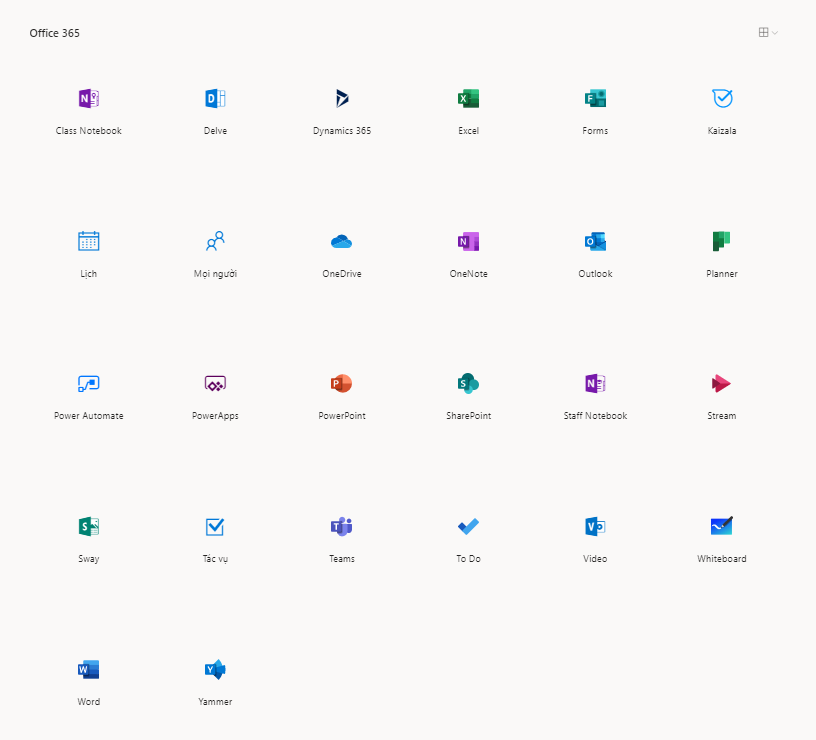 Office 365
Class Notebook Delve Dynamics 365 Excel Forms Kaizala
Lịch Mọi người OneDrive OneNote Outlook Planner
Power Automate PowerApps PowerPoint SharePoint Staff Notebook Stream
Sway Tác vụ Teams To Do Video Whiteboard
Word Yammer